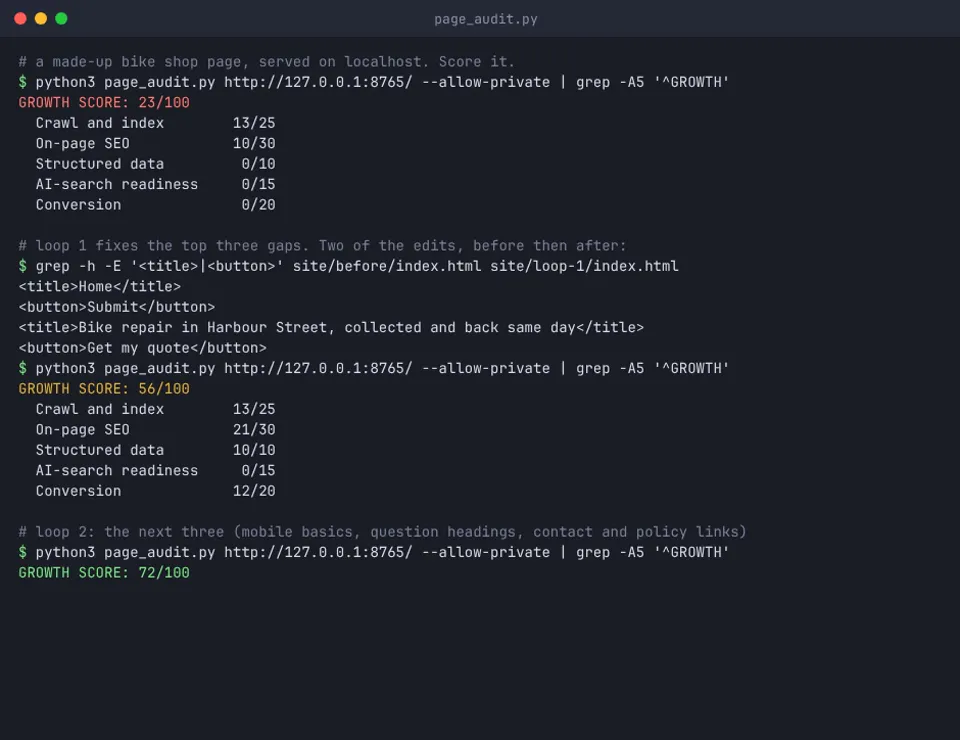 page_audit.py
# a made-up bike shop page, served on localhost. Score it.
$ python3 page_audit.py http://127.0.0.1:8765/ --allow-private | grep -A5 '^GROWTH'
GROWTH SCORE: 23/100
  Crawl and index        13/25
  On-page SEO            10/30
  Structured data         0/10
  AI-search readiness     0/15
  Conversion              0/20

# loop 1 fixes the top three gaps. Two of the edits, before then after:
$ grep -h -E '<title>|<button>' site/before/index.html site/loop-1/index.html
<title>Home</title>
<button>Submit</button>
<title>Bike repair in Harbour Street, collected and back same day</title>
<button>Get my quote</button>
$ python3 page_audit.py http://127.0.0.1:8765/ --allow-private | grep -A5 '^GROWTH'
GROWTH SCORE: 56/100
  Crawl and index        13/25
  On-page SEO            21/30
  Structured data        10/10
  AI-search readiness     0/15
  Conversion             12/20

# loop 2: the next three (mobile basics, question headings, contact and policy links)
$ python3 page_audit.py http://127.0.0.1:8765/ --allow-private | grep -A5 '^GROWTH'
GROWTH SCORE: 72/100